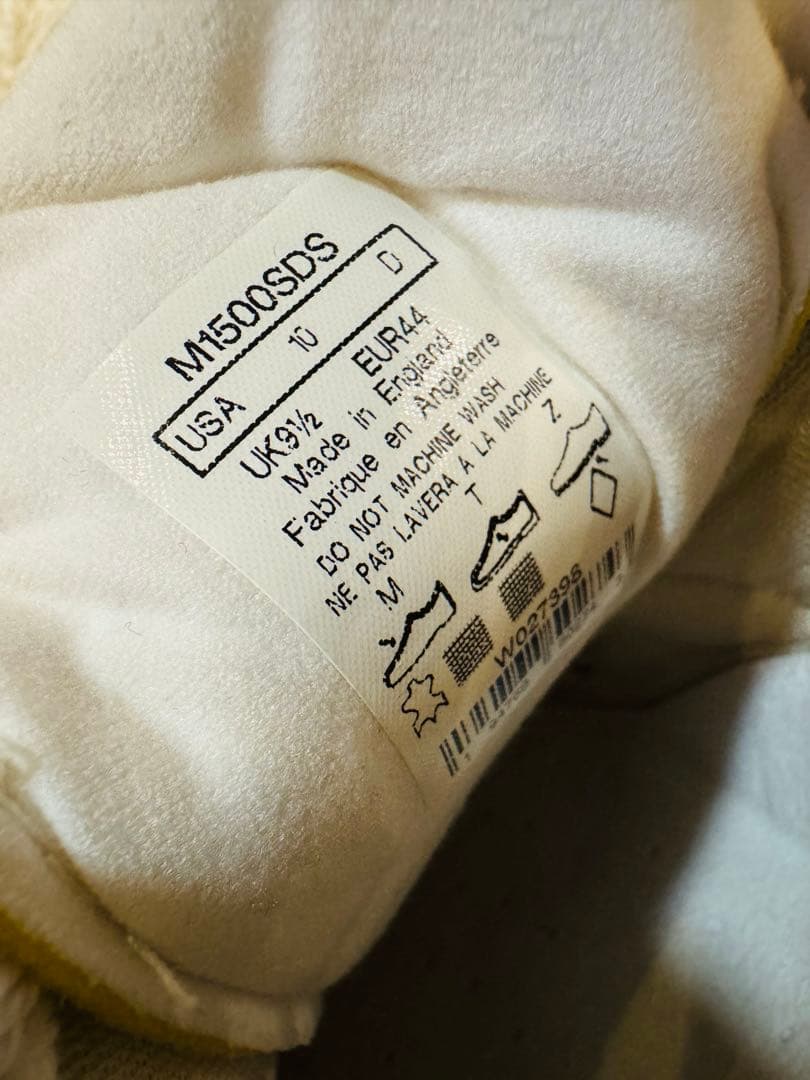 M1500SDS
USA 10 D
UK9½ EUR44
Made in England
Fabrique en Angleterre
DO NOT MACHINE WASH
NE PAS LAVERA A LA MACHINE
M T Z
W027398